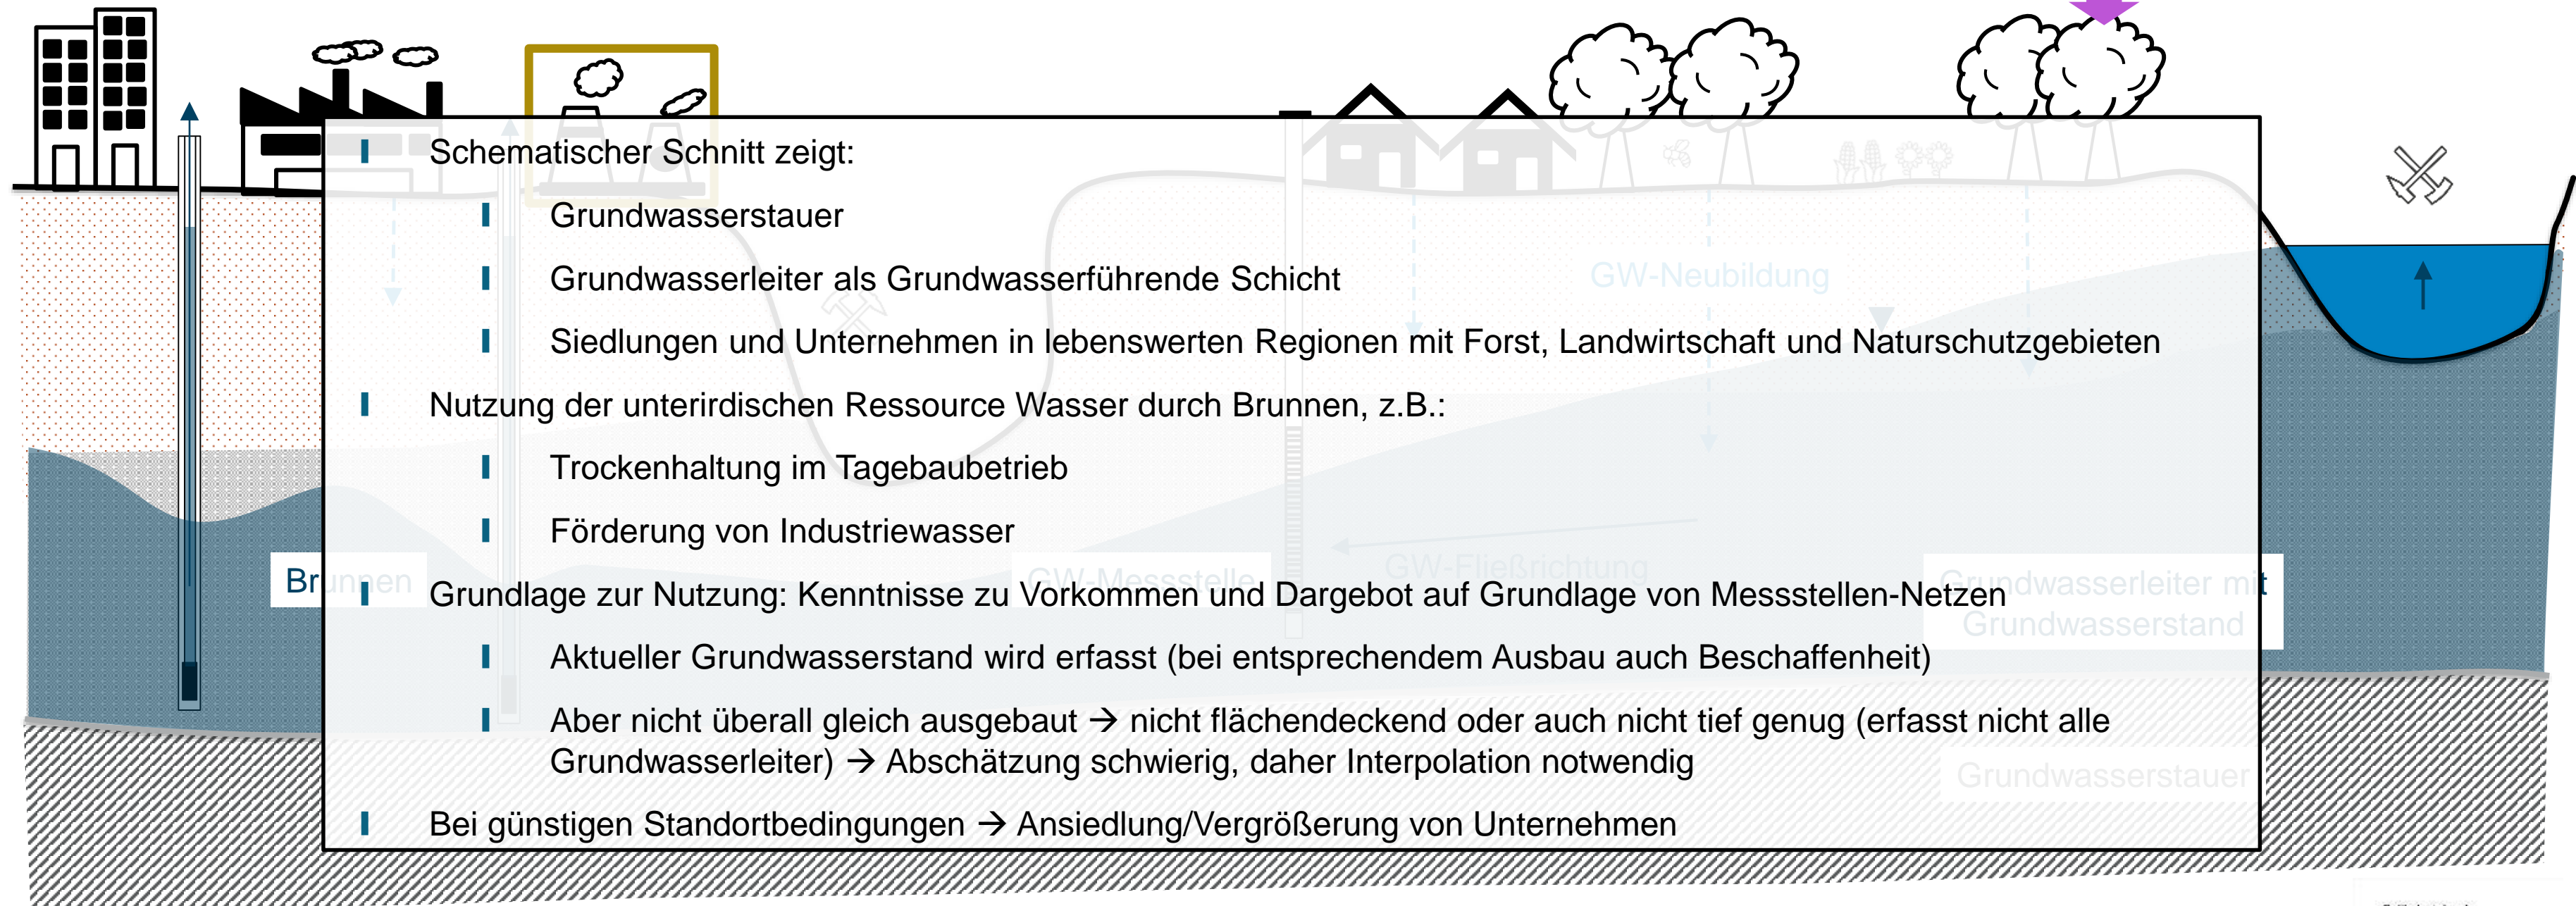 Schematischer Schnitt zeigt:
Grundwasserstauer
Grundwasserleiter als Grundwasserführende Schicht
GW-Neubildung
Siedlungen und Unternehmen in lebenswerten Regionen mit Forst, Landwirtschaft und Naturschutzgebieten
Nutzung der unterirdischen Ressource Wasser durch Brunnen, z.B.:
Trockenhaltung im Tagebaubetrieb
Förderung von Industriewasser
Brunnen
GW-Messstelle
GW-Fließrichtung
Grundwasserleiter mit
Grundwasserstand
Grundlage zur Nutzung: Kenntnisse zu Vorkommen und Dargebot auf Grundlage von Messstellen-Netzen
Aktueller Grundwasserstand wird erfasst (bei entsprechendem Ausbau auch Beschaffenheit)
Aber nicht überall gleich ausgebaut → nicht flächendeckend oder auch nicht tief genug (erfasst nicht alle
Grundwasserleiter) → Abschätzung schwierig, daher Interpolation notwendig
Grundwasserstauer
Bei günstigen Standortbedingungen → Ansiedlung/Vergrößerung von Unternehmen